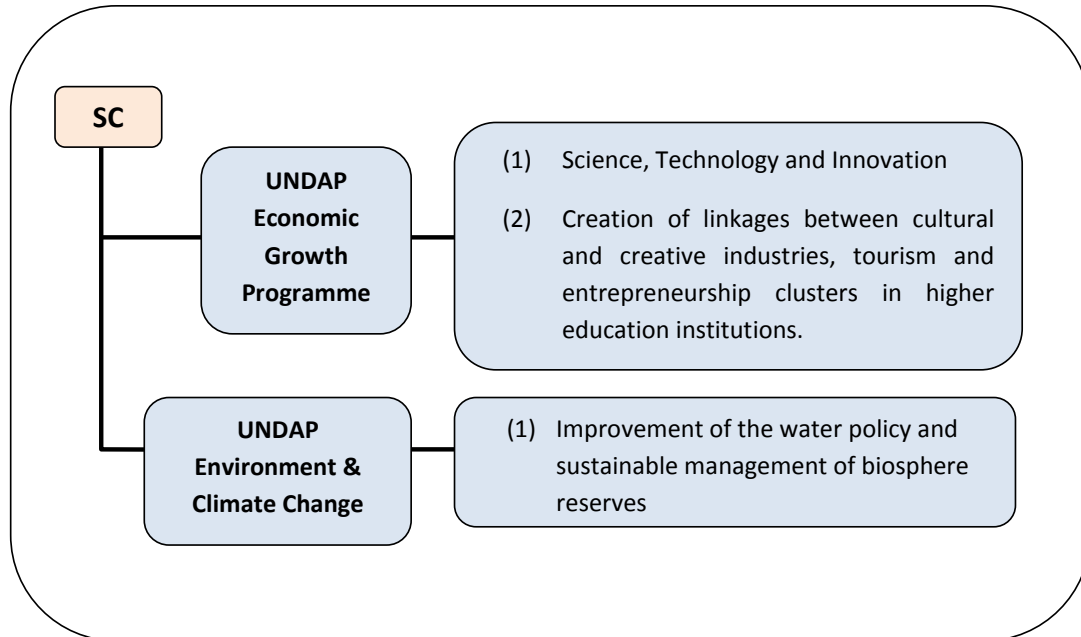 SC
UNDAP
Economic
Growth
Programme
(1) Science, Technology and Innovation
(2) Creation of linkages between cultural
and creative industries, tourism and
entrepreneurship clusters in higher
education institutions.
UNDAP
Environment &
Climate Change
(1) Improvement of the water policy and
sustainable management of biosphere
reserves